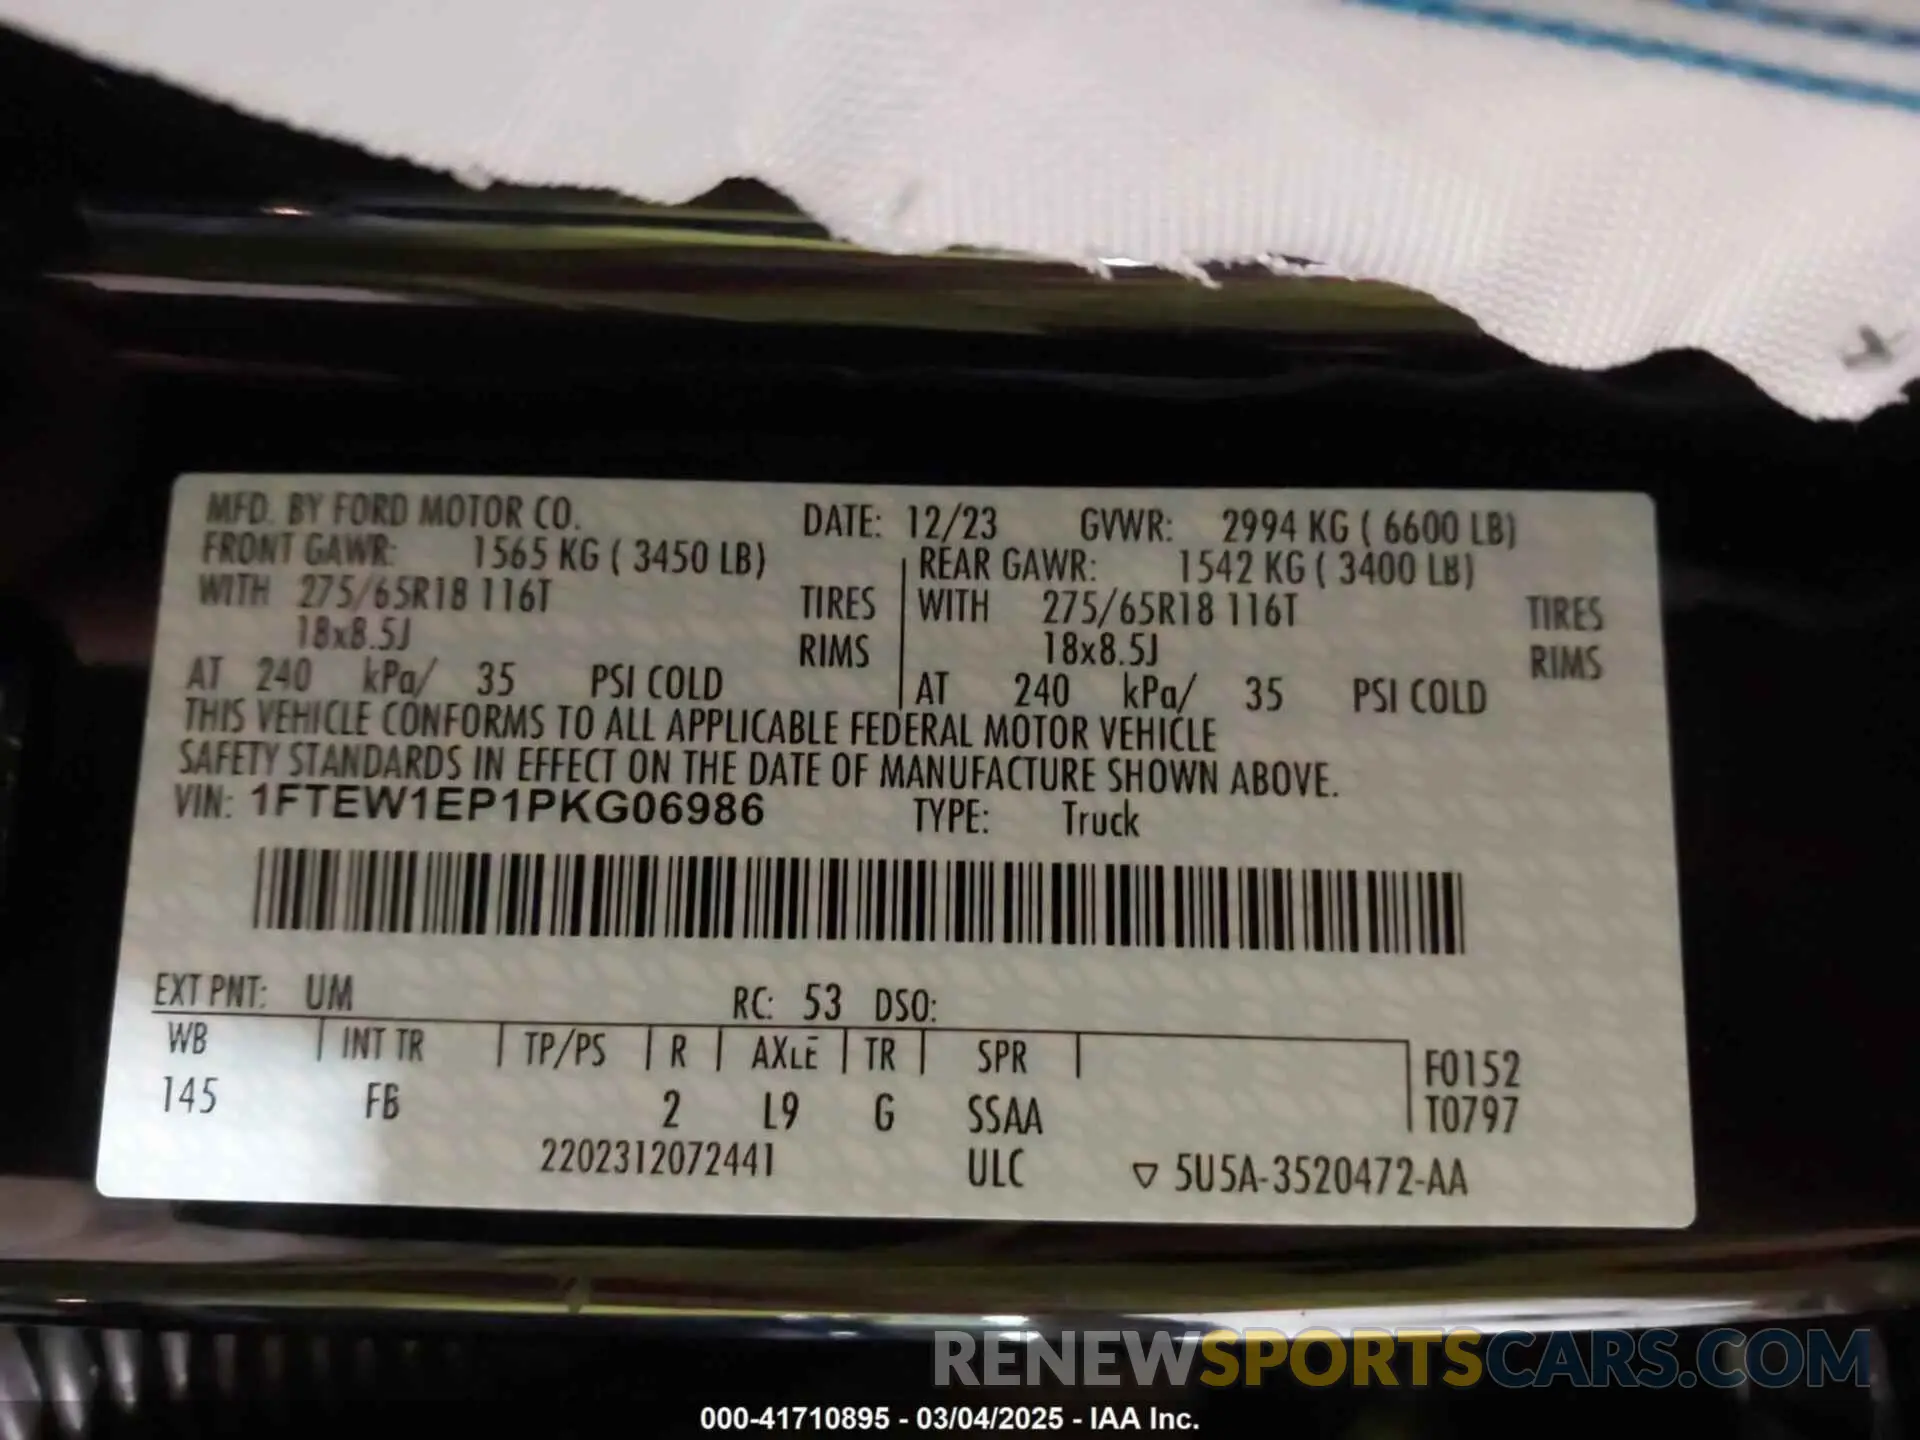 MFD. BY FORD MOTOR CO. DATE: 12/23 GVWR: 2994 KG ( 6600 LB)
FRONT GAWR: 1565 KG ( 3450 LB) REAR GAWR: 1542 KG ( 3400 LB)
WITH 275/65R18 116T TIRES WITH 275/65R18 116T TIRES
18x8.5J RIMS 18x8.5J RIMS
AT 240 kPa/ 35 PSI COLD AT 240 kPa/ 35 PSI COLD
THIS VEHICLE CONFORMS TO ALL APPLICABLE FEDERAL MOTOR VEHICLE
SAFETY STANDARDS IN EFFECT ON THE DATE OF MANUFACTURE SHOWN ABOVE.
VIN: 1FTEW1EP1PKG06986 TYPE: Truck
EXT PNT: UM RC: 53 DSO:
WB INT TR TP/PS R AXLE TR SPR F0152
145 FB 2 L9 G SSAA T0797
2202312072441 ULC ▽ 5U5A-3520472-AA
RENEWSPORTSCARS.COM
000-41710895 - 03/04/2025 - IAA Inc.